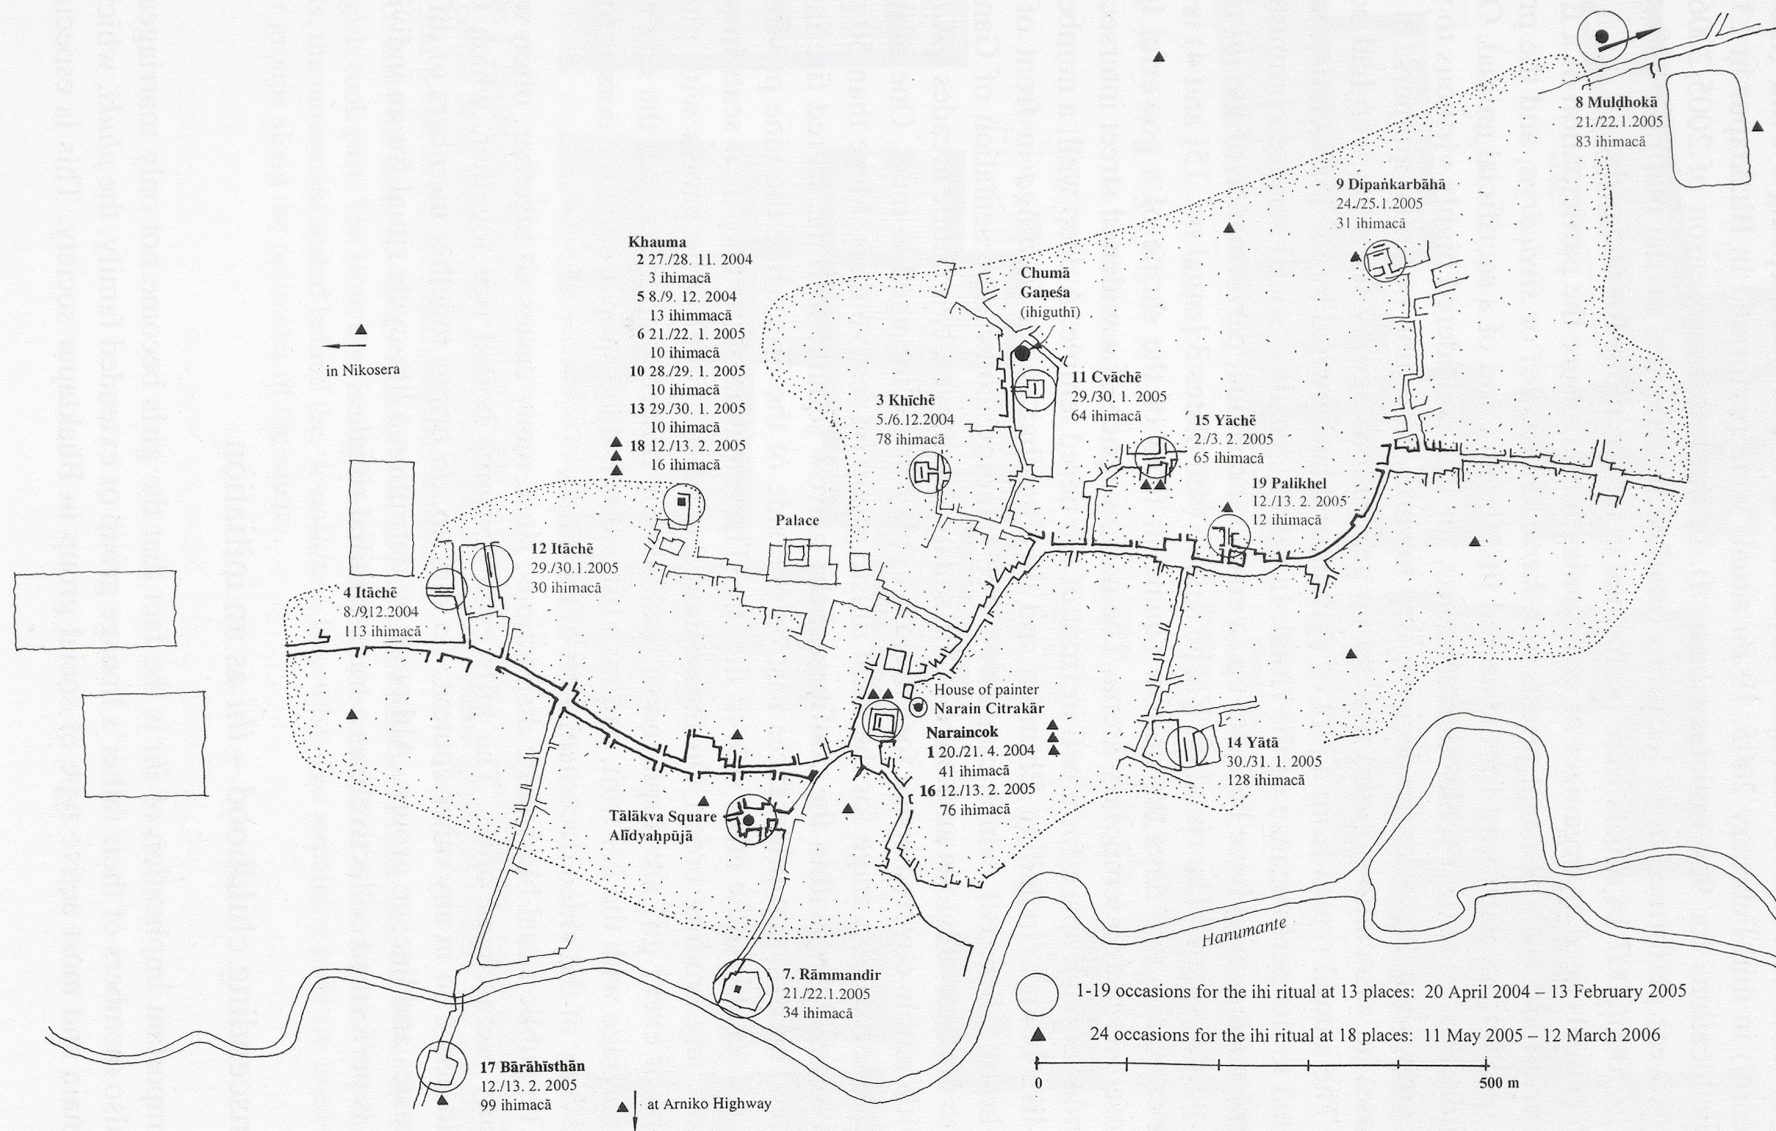 8 Muḷḍhokā
21./22.1.2005
83 ihimacā
9 Dipaṅkarbāhā
24./25.1.2005
31 ihimacā
Khauma
2 27./28. 11. 2004
3 ihimacā
5 8./9. 12. 2004
13 ihimmacā
6 21./22. 1. 2005
10 ihimacā
10 28./29. 1. 2005
10 ihimacā
13 29./30. 1. 2005
10 ihimacā
18 12./13. 2. 2005
16 ihimacā
Chumā
Gaṇeśa
(ihiguthī)
in Nikosera
3 Khīchẽ
5./6.12.2004
78 ihimacā
11 Cvāchẽ
29./30. 1. 2005
64 ihimacā
15 Yāchẽ
2./3. 2. 2005
65 ihimacā
19 Palikhel
12./13. 2. 2005
12 ihimacā
Palace
12 Itāchẽ
29./30.1.2005
30 ihimacā
4 Itāchẽ
8./9.12.2004
113 ihimacā
House of painter
Narain Citrakār
Naraincok
1 20./21. 4. 2004
41 ihimacā
16 12./13. 2. 2005
76 ihimacā
14 Yātā
30./31. 1. 2005
128 ihimacā
Tālākva Square
Alīdyaḥpūjā
Hanumante
7. Rāmmandir
21./22.1.2005
34 ihimacā
1-19 occasions for the ihi ritual at 13 places: 20 April 2004 – 13 February 2005
24 occasions for the ihi ritual at 18 places: 11 May 2005 – 12 March 2006
0 500 m
17 Bārāhīsthān
12./13. 2. 2005
99 ihimacā
at Arniko Highway